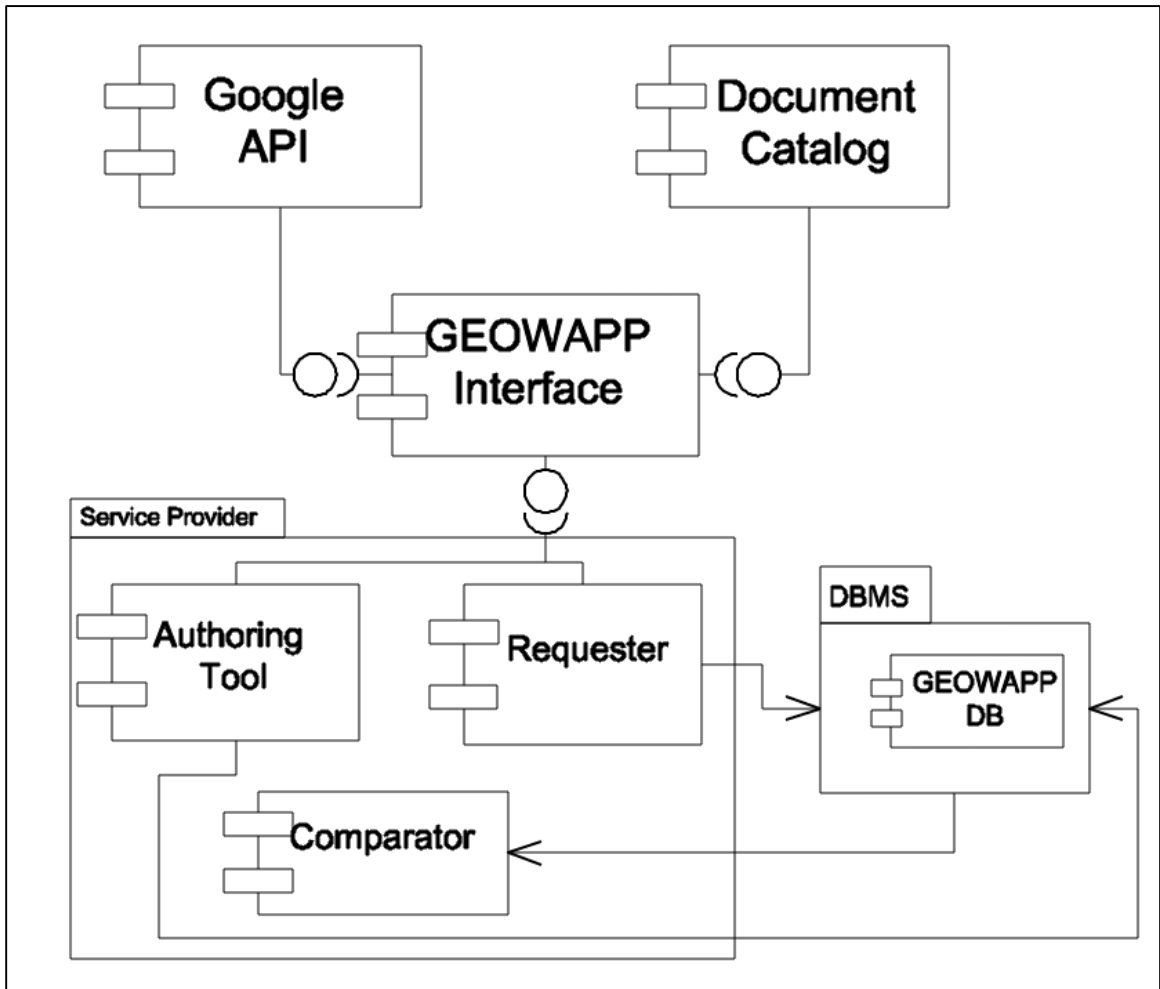 Google
API
Document
Catalog
GEOWAPP
Interface
Service Provider
Authoring
Tool
Requester
DBMS
GEOWAPP
DB
Comparator